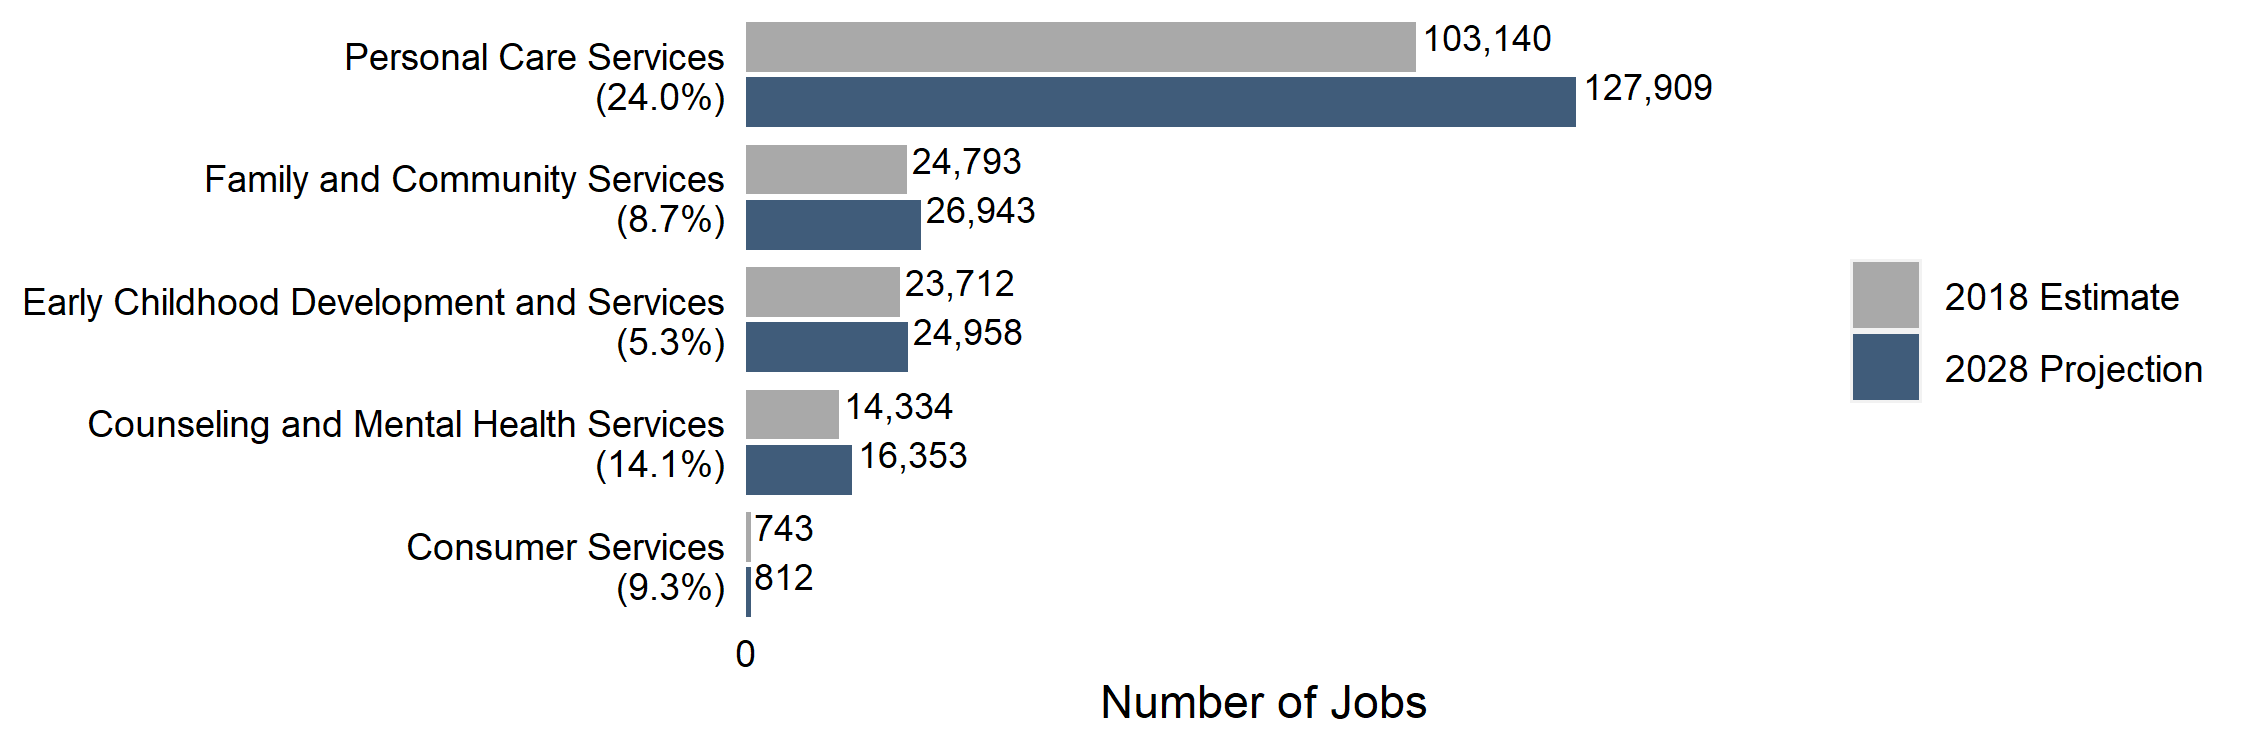 Personal Care Services
(24.0%)
103,140
127,909
Family and Community Services
(8.7%)
24,793
26,943
Early Childhood Development and Services
(5.3%)
23,712
24,958
Counseling and Mental Health Services
(14.1%)
14,334
16,353
Consumer Services
(9.3%)
743
812
0
Number of Jobs
2018 Estimate
2028 Projection